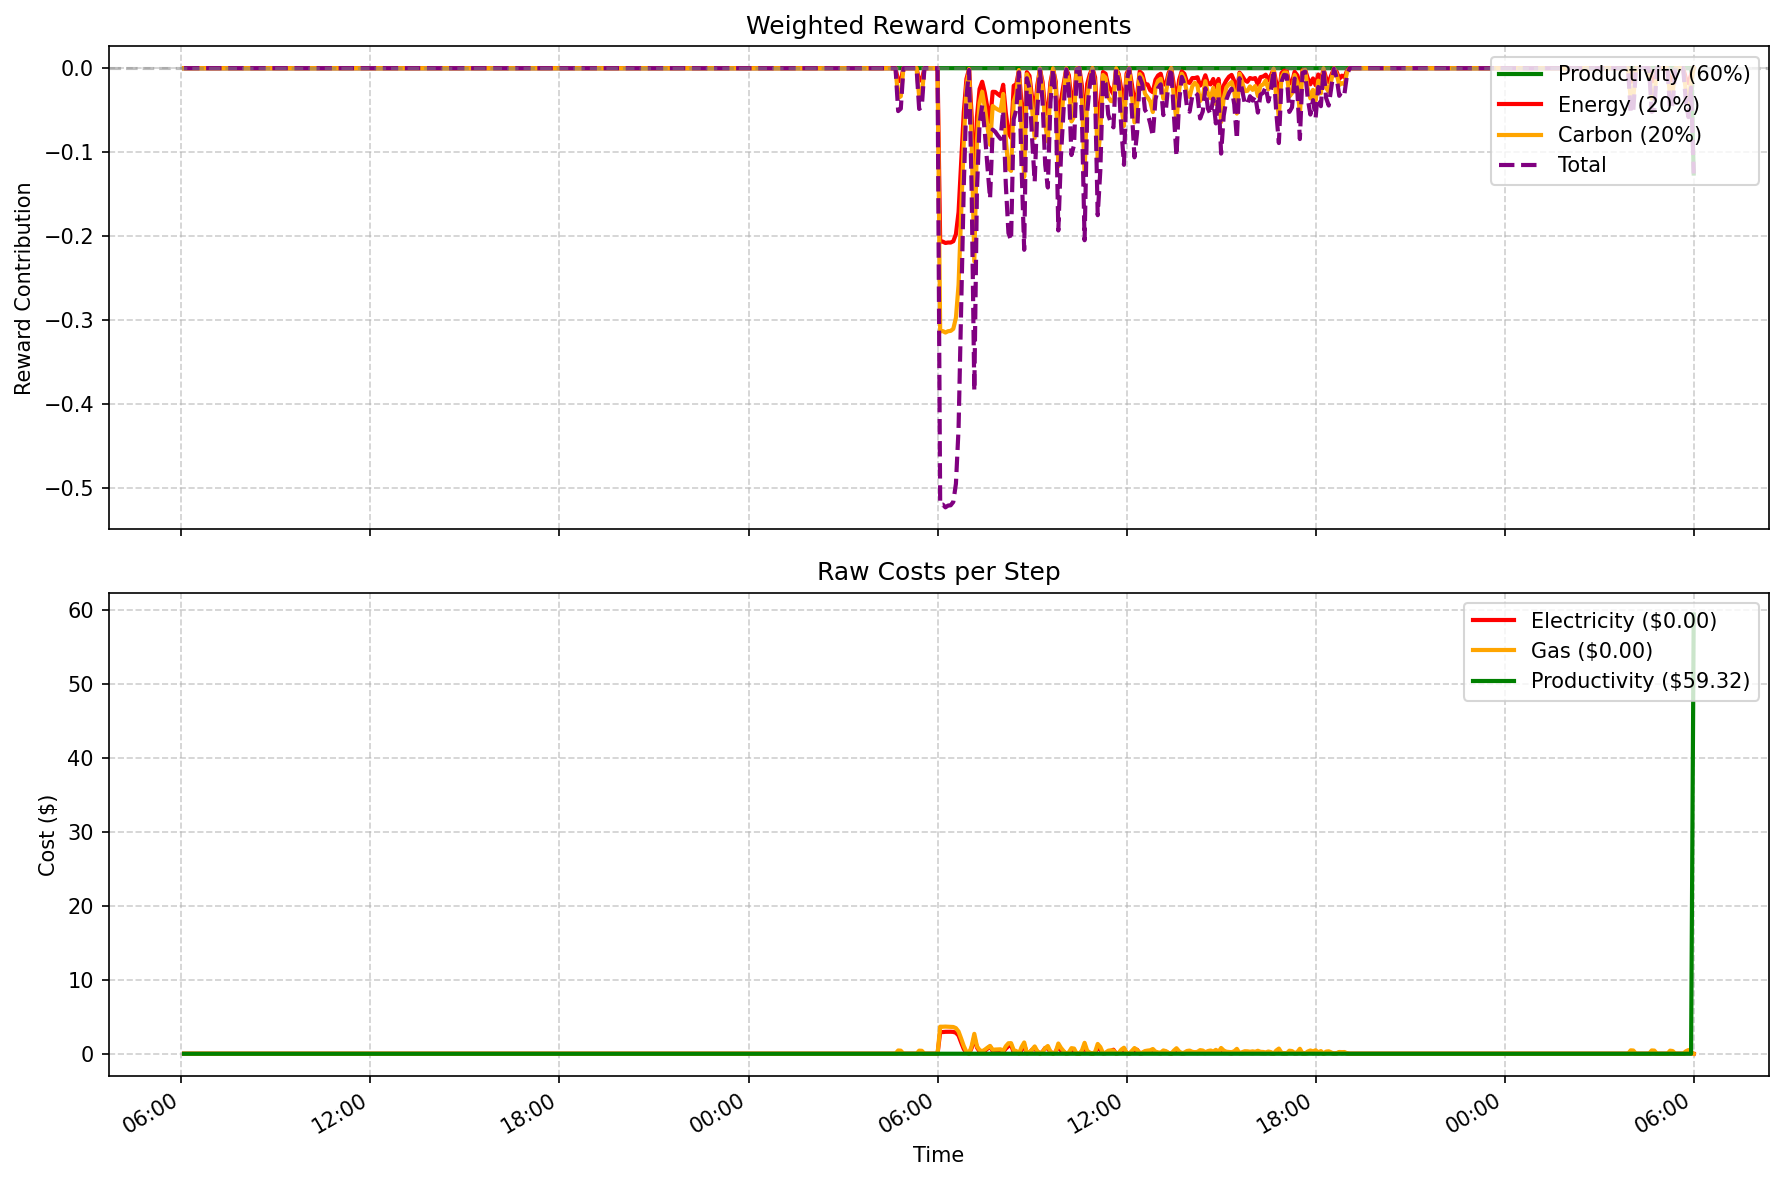 Weighted Reward Components
Reward Contribution
0.0
−0.1
−0.2
−0.3
−0.4
−0.5
Productivity (60%)
Energy (20%)
Carbon (20%)
Total
Raw Costs per Step
Cost ($)
60
50
40
30
20
10
0
Electricity ($0.00)
Gas ($0.00)
Productivity ($59.32)
06:00
12:00
18:00
00:00
06:00
12:00
18:00
00:00
06:00
Time